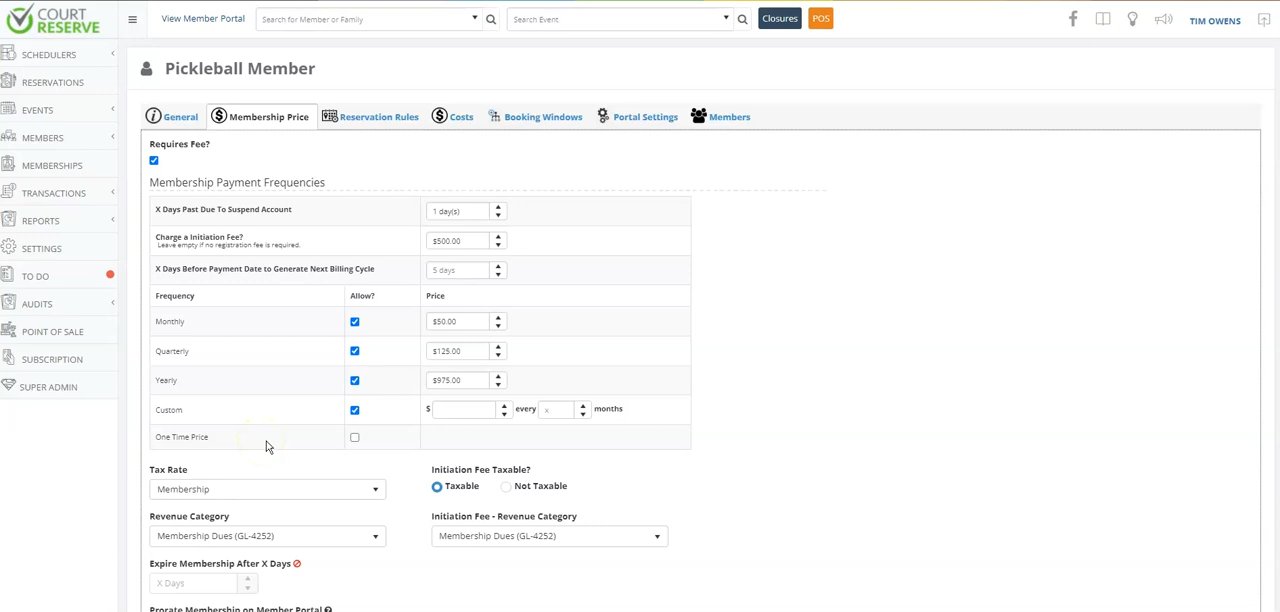 COURT
RESERVE
View Member Portal
Search for Member or Family
Search Event
Closures
POS
TIM OWENS
SCHEDULERS
RESERVATIONS
EVENTS
MEMBERS
MEMBERSHIPS
TRANSACTIONS
REPORTS
SETTINGS
TO DO
AUDITS
POINT OF SALE
SUBSCRIPTION
SUPER ADMIN
Pickleball Member
General
Membership Price
Reservation Rules
Costs
Booking Windows
Portal Settings
Members
Requires Fee?
Membership Payment Frequencies
X Days Past Due To Suspend Account
1 day(s)
Charge a Initiation Fee?
Leave empty if no registration fee is required.
$500.00
X Days Before Payment Date to Generate Next Billing Cycle
5 days
Frequency Allow? Price
Monthly $50.00
Quarterly $125.00
Yearly $975.00
Custom $ every x months
One Time Price
Tax Rate
Membership
Initiation Fee Taxable?
Taxable Not Taxable
Revenue Category
Membership Dues (GL-4252)
Initiation Fee - Revenue Category
Membership Dues (GL-4252)
Expire Membership After X Days
X Days
Prorate Membership on Member Portal